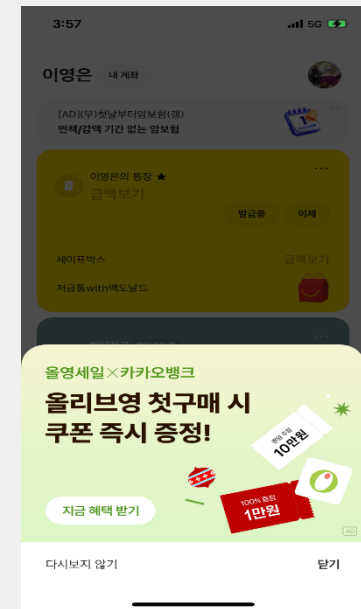 3:57
5G
이영은 내 계좌
[AD](무)첫날부터암보험(갱)
면책/감액 기간 없는 암보험
이영은의 통장 ★
금액보기
이체
세이프박스 금액보기
저금통with맥도날드
올영세일×카카오뱅크
올리브영 첫구매 시
쿠폰 즉시 증정!
10만원
지금 혜택 받기
100% 증정
1만원
AD
다시보지 않기 닫기